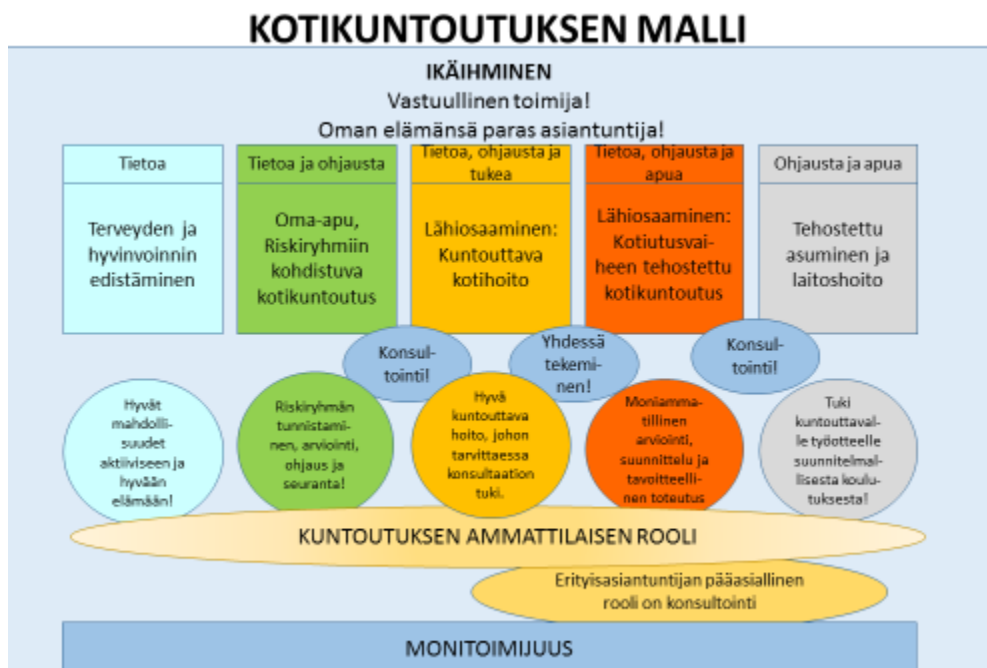 KOTIKUNTOUTUKSEN MALLI
IKÄIHMINEN
Vastuullinen toimija!
Oman elämänsä paras asiantuntija!
Tietoa
Terveyden ja
hyvinvoinnin
edistäminen
Tietoa ja ohjausta
Oma-apu,
Riskiryhmiin
kohdistuva
kotikuntoutus
Tietoa, ohjausta ja
tukea
Lähiosaaminen:
Kuntouttava
kotihoito
Tietoa, ohjausta ja
apua
Lähiosaaminen:
Kotiutusvai-
heen tehostettu
kotikuntoutus
Ohjausta ja apua
Tehostettu
asuminen ja
laitoshoito
Konsul-
tointi!
Yhdessä
tekemi-
nen!
Konsul-
tointi!
Hyvät
mahdolli-
suudet
aktiiviseen ja
hyvään
elämään!
Riskiryhmän
tunnistami-
nen, arviointi,
ohjaus ja
seuranta!
Hyvä
kuntouttava
hoito, johon
tarvittaessa
konsultaation
tuki.
Moniamma-
tillinen
arviointi,
suunnittelu ja
tavoitteelli-
nen toteutus
Tuki
kuntouttaval-
le työotteelle
suunnitelmal-
lisesta koulu-
tuksesta!
KUNTOUTUKSEN AMMATTILAISEN ROOLI
Erityisasiantuntijan pääasiallinen
rooli on konsultointi
MONITOIMIJUUS